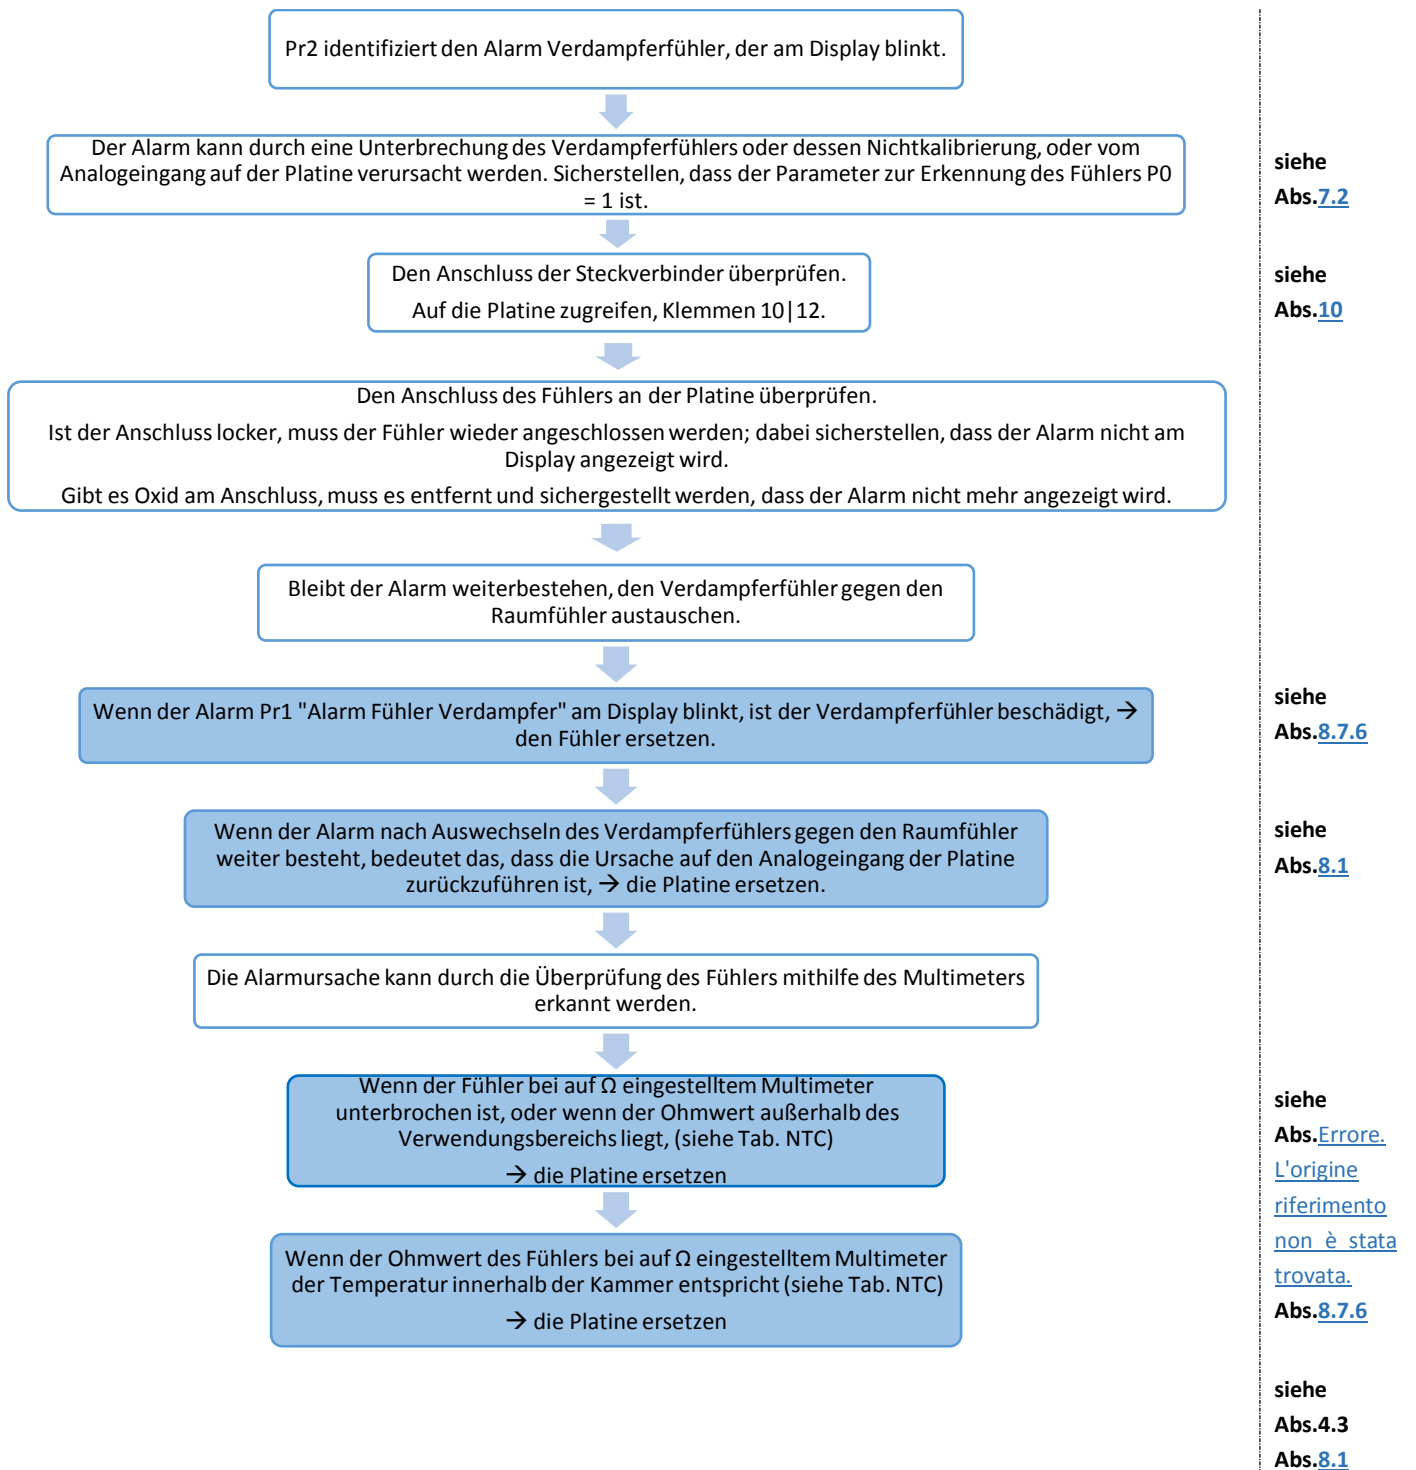 Pr2 identifiziert den Alarm Verdampferfühler, der am Display blinkt.
Der Alarm kann durch eine Unterbrechung des Verdampferfühlers oder dessen Nichtkalibrierung, oder vom
Analogeingang auf der Platine verursacht werden. Sicherstellen, dass der Parameter zur Erkennung des Fühlers P0
= 1 ist.
siehe
Abs.7.2
Den Anschluss der Steckverbinder überprüfen.
Auf die Platine zugreifen, Klemmen 10|12.
siehe
Abs.10
Den Anschluss des Fühlers an der Platine überprüfen.
Ist der Anschluss locker, muss der Fühler wieder angeschlossen werden; dabei sicherstellen, dass der Alarm nicht am
Display angezeigt wird.
Gibt es Oxid am Anschluss, muss es entfernt und sichergestellt werden, dass der Alarm nicht mehr angezeigt wird.
Bleibt der Alarm weiterbestehen, den Verdampferfühler gegen den
Raumfühler austauschen.
Wenn der Alarm Pr1 "Alarm Fühler Verdampfer" am Display blinkt, ist der Verdampferfühler beschädigt, →
den Fühler ersetzen.
siehe
Abs.8.7.6
Wenn der Alarm nach Auswechseln des Verdampferfühlers gegen den Raumfühler
weiter besteht, bedeutet das, dass die Ursache auf den Analogeingang der Platine
zurückzuführen ist, → die Platine ersetzen.
siehe
Abs.8.1
Die Alarmursache kann durch die Überprüfung des Fühlers mithilfe des Multimeters
erkannt werden.
Wenn der Fühler bei auf Ω eingestelltem Multimeter
unterbrochen ist, oder wenn der Ohmwert außerhalb des
Verwendungsbereichs liegt, (siehe Tab. NTC)
→ die Platine ersetzen
Wenn der Ohmwert des Fühlers bei auf Ω eingestelltem Multimeter
der Temperatur innerhalb der Kammer entspricht (siehe Tab. NTC)
→ die Platine ersetzen
siehe
Abs.Errore.
L'origine
riferimento
non è stata
trovata.
Abs.8.7.6
siehe
Abs.4.3
Abs.8.1